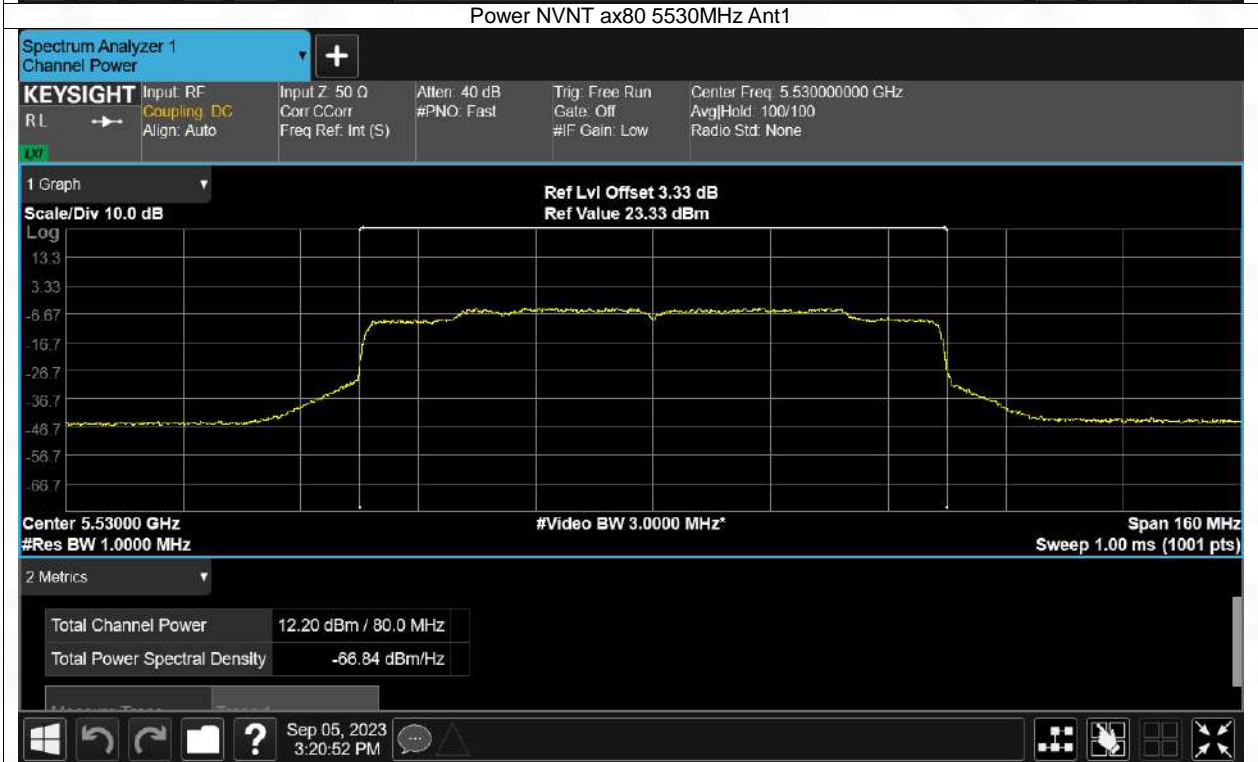 Power NVNT ax80 5530MHz Ant1
Spectrum Analyzer 1
Channel Power
+
KEYSIGHT
RL
LXI
Input: RF
Coupling: DC
Align: Auto
Input Z: 50 Ω
Corr CCorr
Freq Ref: Int (S)
Atten: 40 dB
#PNO: Fast
Trig: Free Run
Gate: Off
#IF Gain: Low
Center Freq: 5.530000000 GHz
Avg|Hold: 100/100
Radio Std: None
1 Graph
Scale/Div 10.0 dB
Ref Lvl Offset 3.33 dB
Ref Value 23.33 dBm
Log
13.3
3.33
-6.67
-16.7
-26.7
-36.7
-46.7
-56.7
-66.7
Center 5.53000 GHz
#Res BW 1.0000 MHz
#Video BW 3.0000 MHz*
Span 160 MHz
Sweep 1.00 ms (1001 pts)
2 Metrics
Total Channel Power 12.20 dBm / 80.0 MHz
Total Power Spectral Density -66.84 dBm/Hz
?
Sep 05, 2023
3:20:52 PM